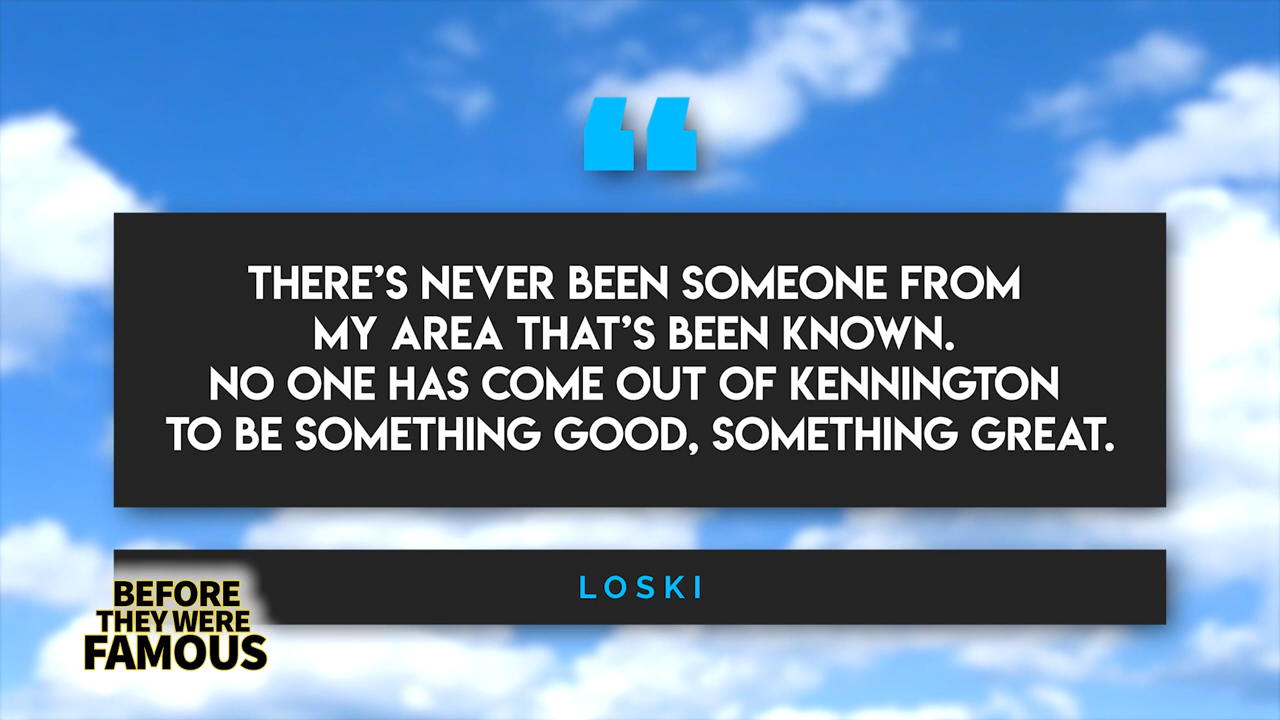 “
THERE’S NEVER BEEN SOMEONE FROM
MY AREA THAT’S BEEN KNOWN.
NO ONE HAS COME OUT OF KENNINGTON
TO BE SOMETHING GOOD, SOMETHING GREAT.
LOSKI
BEFORE
THEY WERE
FAMOUS